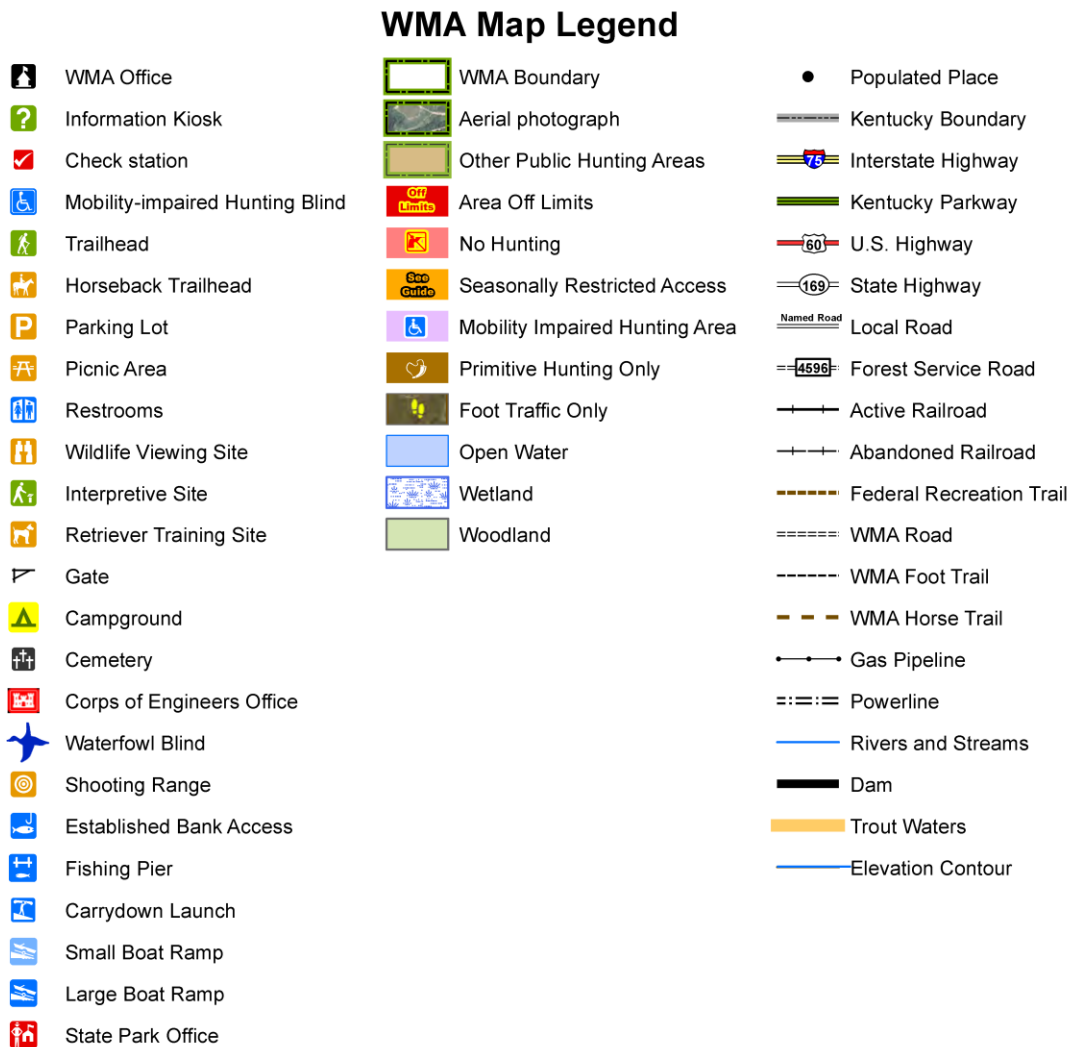 WMA Map Legend
WMA Office
Information Kiosk
?
Check station
Mobility-impaired Hunting Blind
Trailhead
Horseback Trailhead
Parking Lot
P
Picnic Area
Restrooms
Wildlife Viewing Site
Interpretive Site
Retriever Training Site
Gate
Campground
Cemetery
Corps of Engineers Office
Waterfowl Blind
Shooting Range
Established Bank Access
Fishing Pier
Carrydown Launch
Small Boat Ramp
Large Boat Ramp
State Park Office
WMA Boundary
Aerial photograph
Other Public Hunting Areas
Off
Limits
Area Off Limits
No Hunting
See
Guide
Seasonally Restricted Access
Mobility Impaired Hunting Area
Primitive Hunting Only
Foot Traffic Only
Open Water
Wetland
Woodland
Populated Place
Kentucky Boundary
75
Interstate Highway
Kentucky Parkway
60
U.S. Highway
169
State Highway
Named Road
Local Road
4596
Forest Service Road
Active Railroad
Abandoned Railroad
Federal Recreation Trail
WMA Road
WMA Foot Trail
WMA Horse Trail
Gas Pipeline
Powerline
Rivers and Streams
Dam
Trout Waters
Elevation Contour